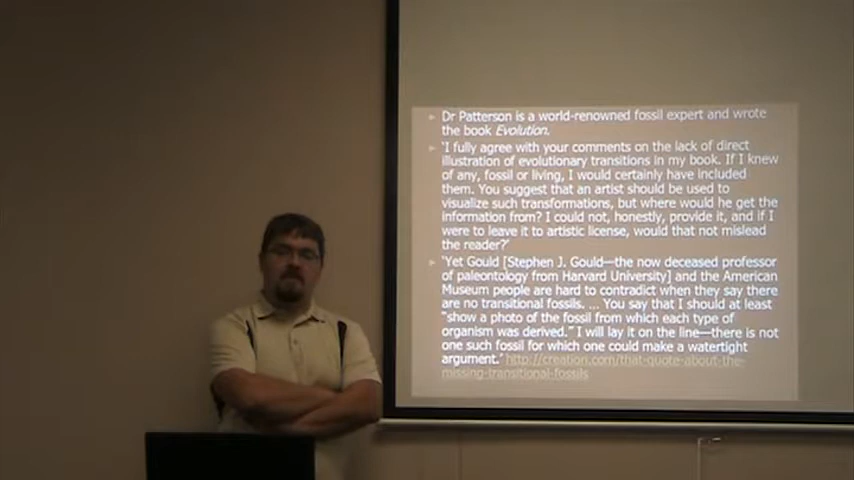 Dr Patterson is a world-renowned fossil expert and wrote
the book Evolution.
'I fully agree with your comments on the lack of direct
illustration of evolutionary transitions in my book. If I knew
of any, fossil or living, I would certainly have included
them. You suggest that an artist should be used to
visualize such transformations, but where would he get the
information from? I could not, honestly, provide it, and if I
were to leave it to artistic license, would that not mislead
the reader?'
'Yet Gould [Stephen J. Gould—the now deceased professor
of paleontology from Harvard University] and the American
Museum people are hard to contradict when they say there
are no transitional fossils. ... You say that I should at least
"show a photo of the fossil from which each type of
organism was derived." I will lay it on the line—there is not
one such fossil for which one could make a watertight
argument.' http://creation.com/that-quote-about-the-
missing-transitional-fossils